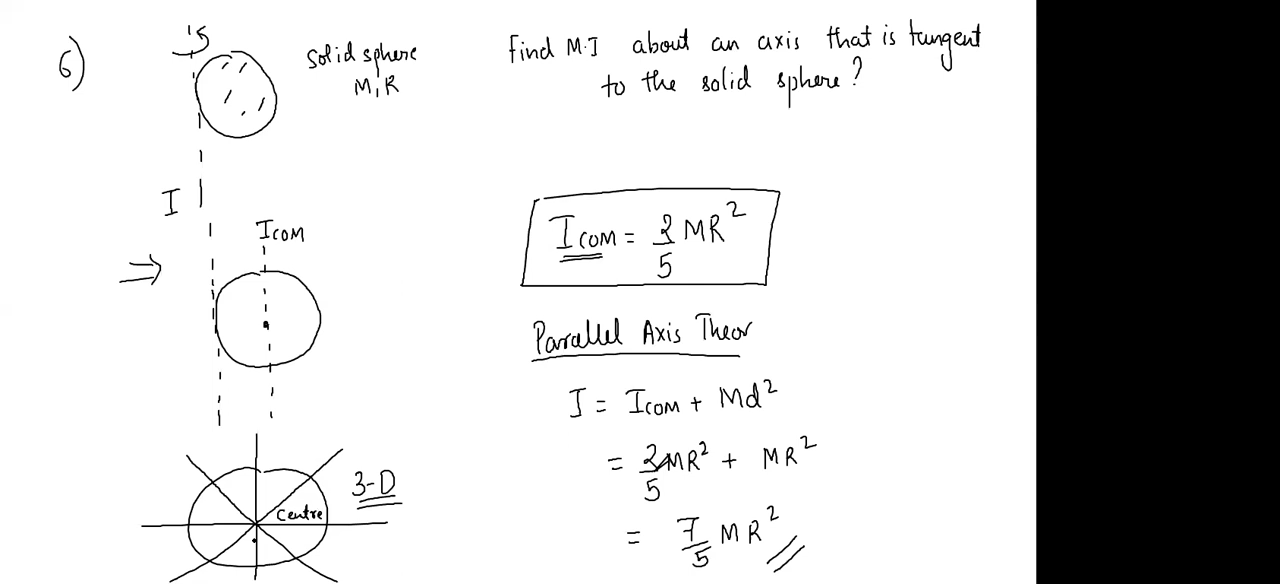 6)
Solid sphere
M, R
Find M.I about an axis that is tangent
to the solid sphere?
I
ICOM
ICOM = 2/5 MR²
Parallel Axis Theor
I = ICOM + Md²
= 2/5 MR² + MR²
= 7/5 MR²
3-D
Centre